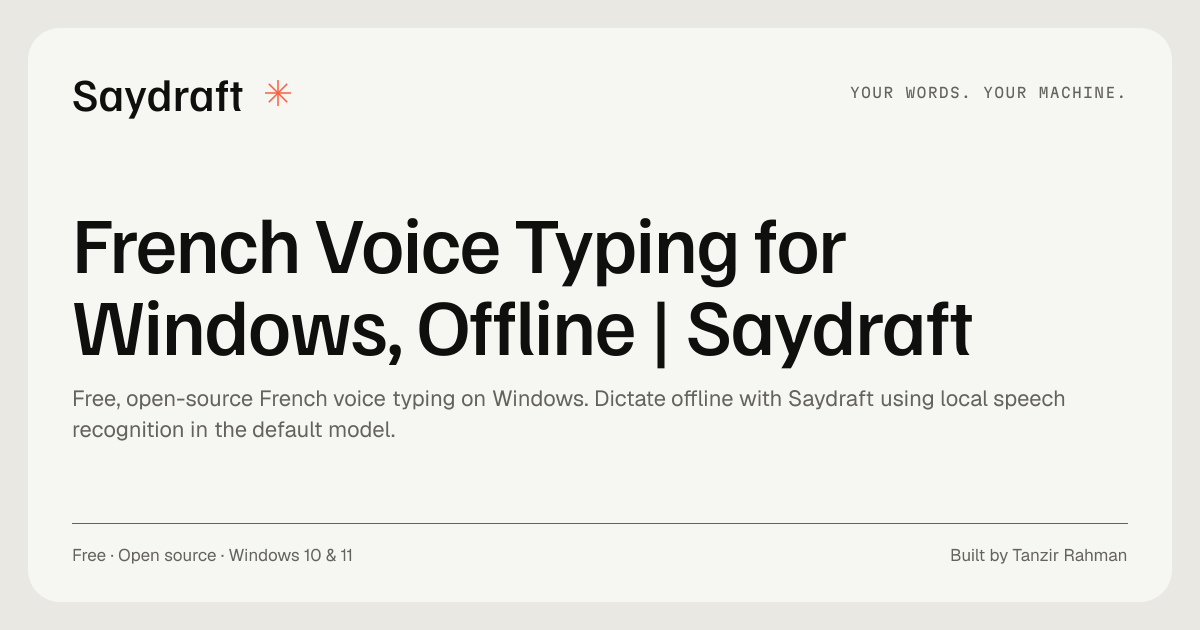 Saydraft
YOUR WORDS. YOUR MACHINE.
French Voice Typing for
Windows, Offline | Saydraft
Free, open-source French voice typing on Windows. Dictate offline with Saydraft using local speech
recognition in the default model.
Free · Open source · Windows 10 & 11
Built by Tanzir Rahman